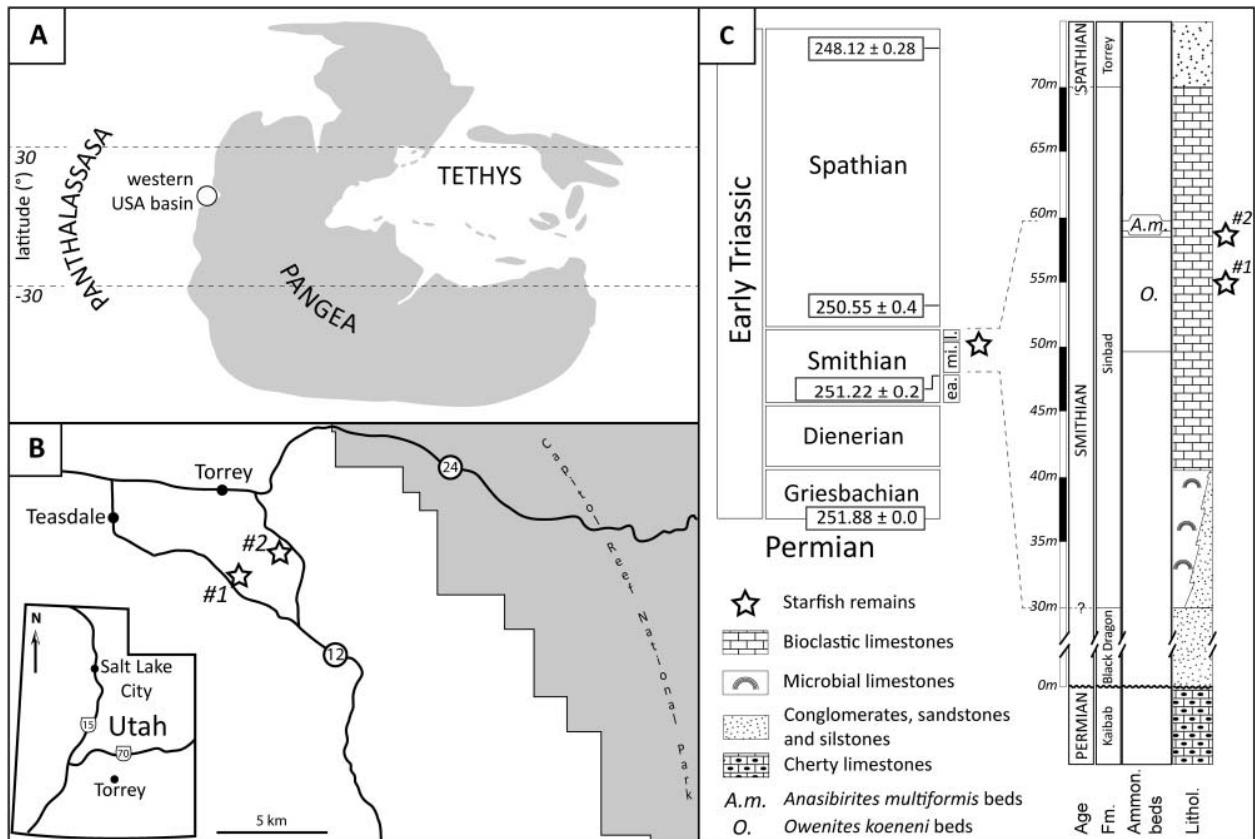 A
30
latitude (°)
-30
PANTHALASSASA
western
USA basin
TETHYS
PANGEA
B
Torrey
Teasdale
24
#2
#1
12
Capitol Reef National Park
N
Salt Lake
City
15
Utah
70
Torrey
5 km
C
Early Triassic
248.12 ± 0.28
Spathian
250.55 ± 0.4
Smithian
251.22 ± 0.2
l.
mi.
ea.
Dienerian
Griesbachian
251.88 ± 0.0
Permian
Starfish remains
Bioclastic limestones
Microbial limestones
Conglomerates, sandstones
and silstones
Cherty limestones
A.m. Anasibirites multiformis beds
O. Owenites koeneni beds
70m
65m
60m
55m
50m
45m
40m
35m
30m
0m
SPATHIAN
?
SMITHIAN
?
PERMIAN
Torrey
Sinbad
Black Dragon
Kaibab
A.m.
O.
#2
#1
Age
Fm.
Ammon.
beds
Lithol.